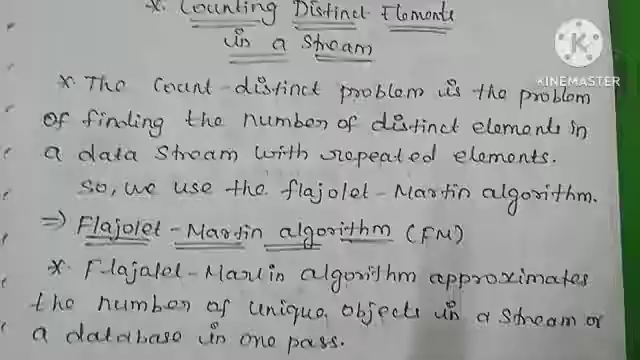 *. Counting Distinct Elements
in a Stream
KINEMASTER
*. The Count-distinct problem is the problem
of finding the number of distinct elements in
a data stream with repeated elements.
So, we use the flajolet-Martin algorithm.
⇒ Flajolet-Martin algorithm (FM)
*. Flajolet-Martin algorithm approximates
the number of unique objects in a stream or
a database in one pass.